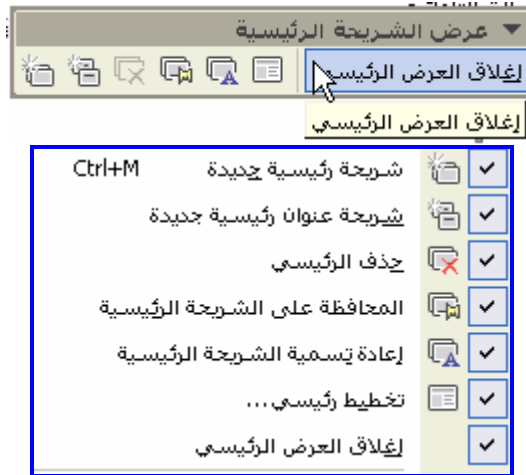 عرض الشريحة الرئيسية
إغلاق العرض الرئيسي
إغلاق العرض الرئيسي
شريحة رئيسية جديدة Ctrl+M
شريحة عنوان رئيسية جديدة
حذف الرئيسي
المحافظة على الشريحة الرئيسية
إعادة تسمية الشريحة الرئيسية
تخطيط رئيسي...
إغلاق العرض الرئيسي